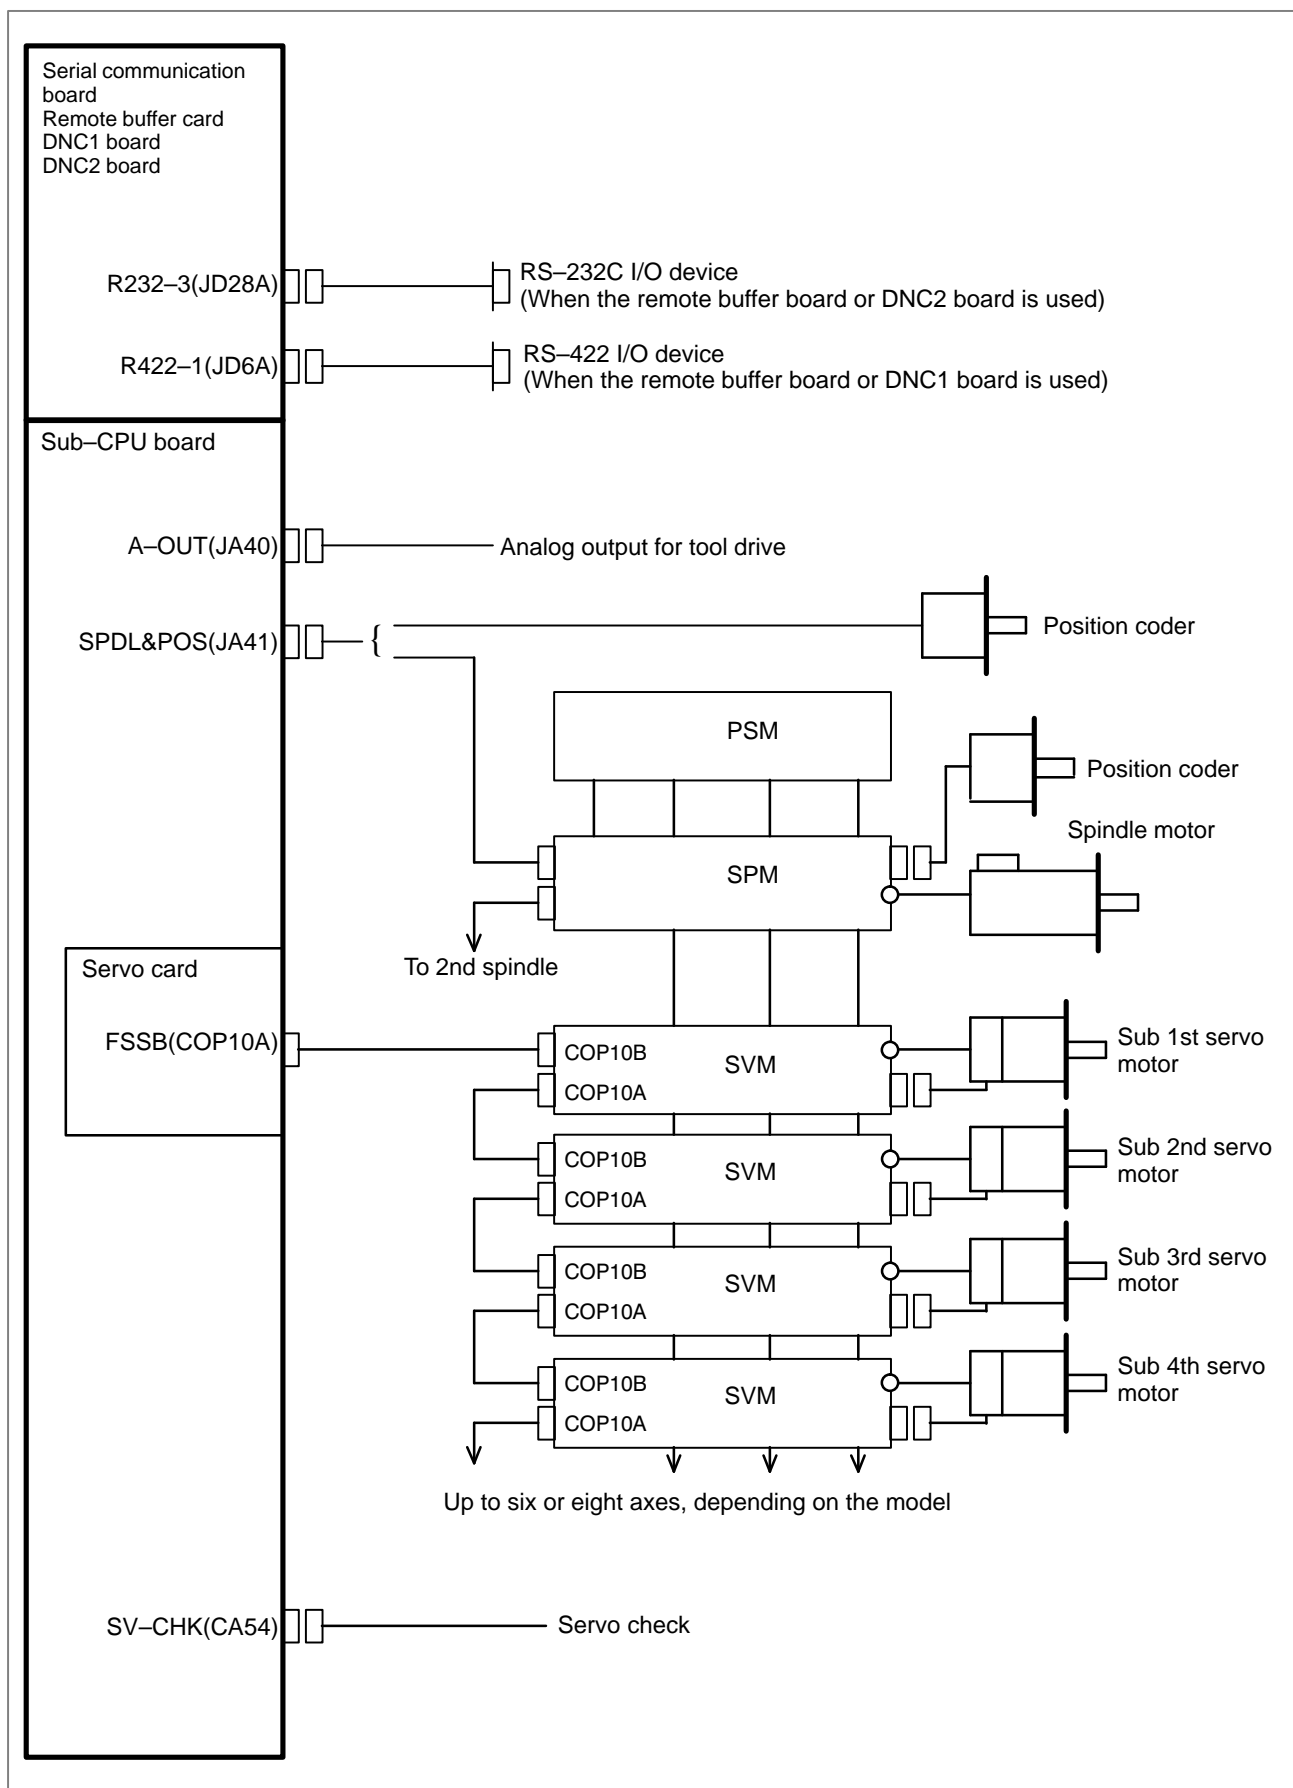 Serial communication
board
Remote buffer card
DNC1 board
DNC2 board
R232–3(JD28A)
RS–232C I/O device
(When the remote buffer board or DNC2 board is used)
R422–1(JD6A)
RS–422 I/O device
(When the remote buffer board or DNC1 board is used)
Sub–CPU board
A–OUT(JA40)
Analog output for tool drive
SPDL&POS(JA41)
{
Position coder
PSM
Position coder
Spindle motor
SPM
To 2nd spindle
Servo card
FSSB(COP10A)
COP10B
SVM
COP10A
Sub 1st servo
motor
COP10B
SVM
COP10A
Sub 2nd servo
motor
COP10B
SVM
COP10A
Sub 3rd servo
motor
COP10B
SVM
COP10A
Sub 4th servo
motor
Up to six or eight axes, depending on the model
SV–CHK(CA54)
Servo check